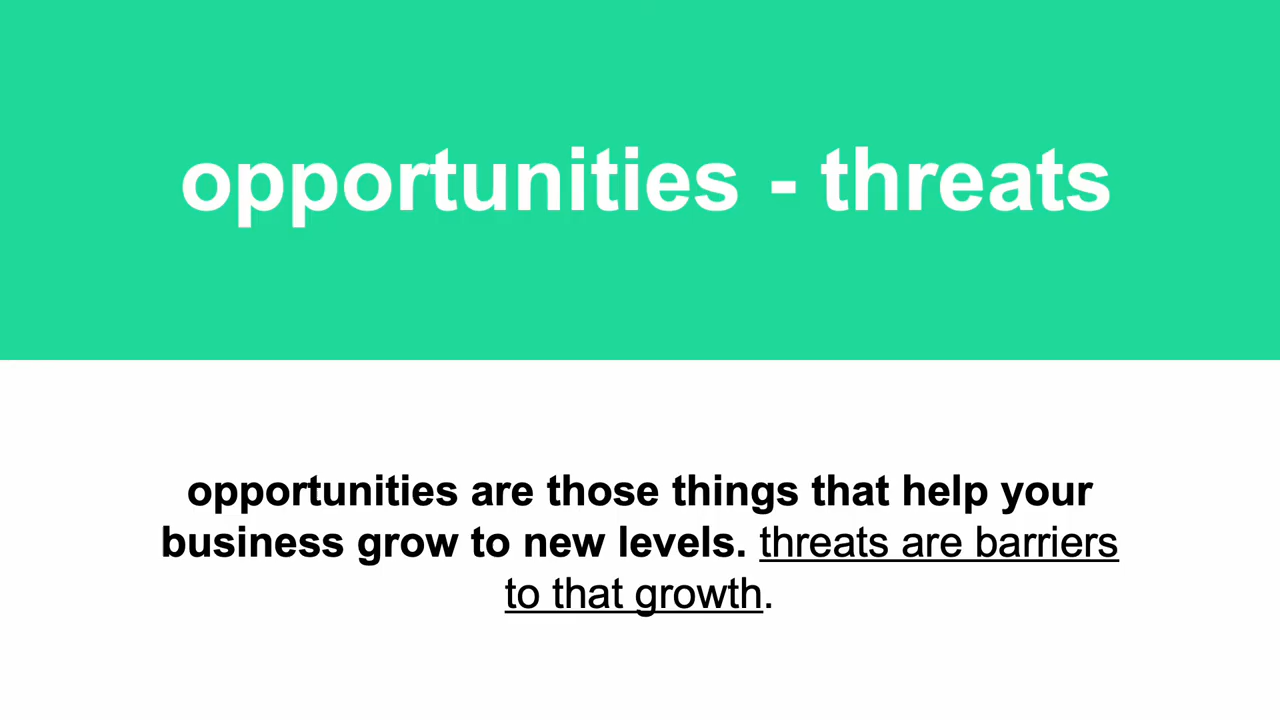 opportunities - threats
opportunities are those things that help your
business grow to new levels. threats are barriers
to that growth.